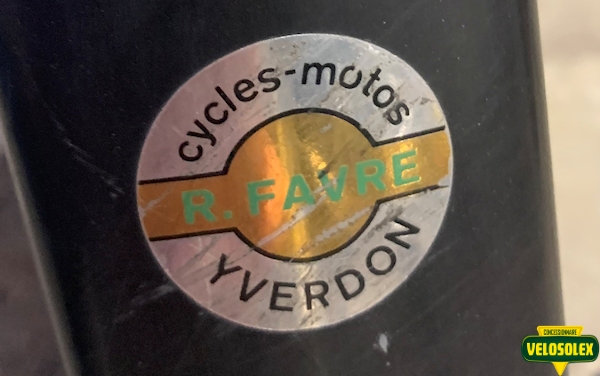 cycles-motos
R. FAVRE
YVERDON
CONCESSIONNAIRE
VELOSOLEX